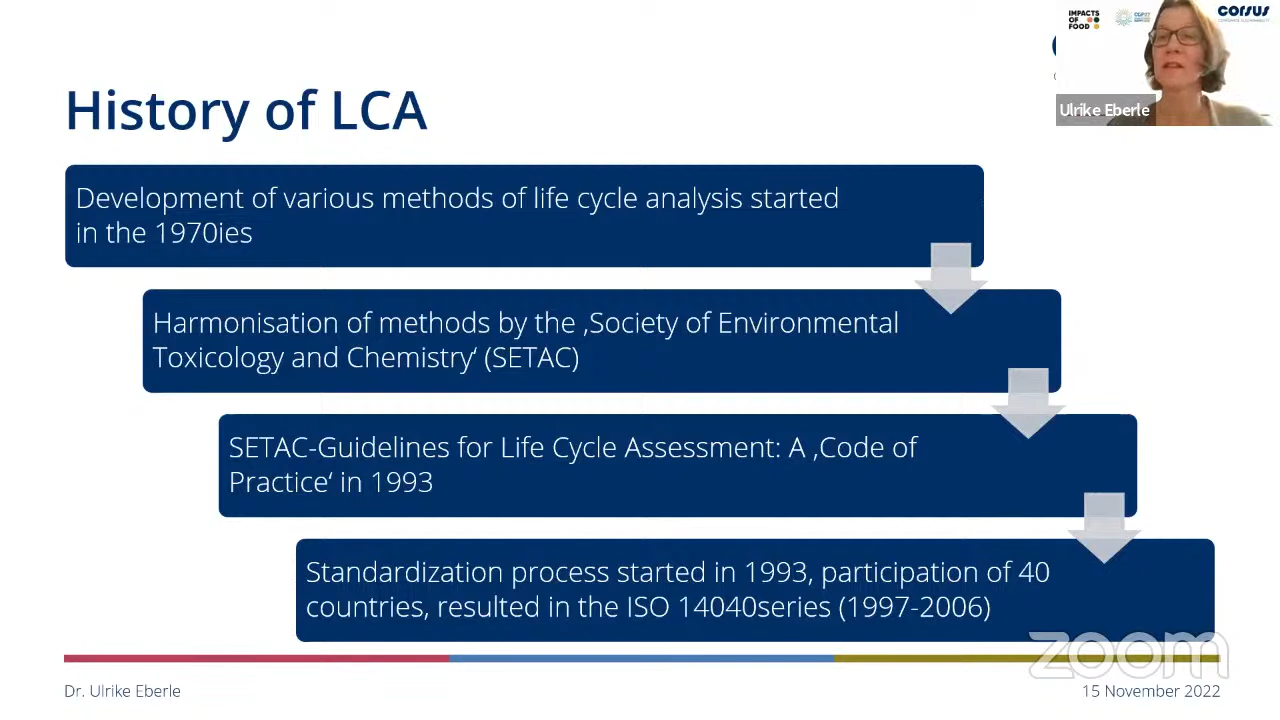 IMPACTS
OF
FOOD
COP27
corsus
CORPORATE SUSTAINABILITY
Ulrike Eberle
History of LCA
Development of various methods of life cycle analysis started
in the 1970ies
Harmonisation of methods by the ‚Society of Environmental
Toxicology and Chemistry‘ (SETAC)
SETAC-Guidelines for Life Cycle Assessment: A ‚Code of
Practice‘ in 1993
Standardization process started in 1993, participation of 40
countries, resulted in the ISO 14040series (1997-2006)
zoom
Dr. Ulrike Eberle
15 November 2022